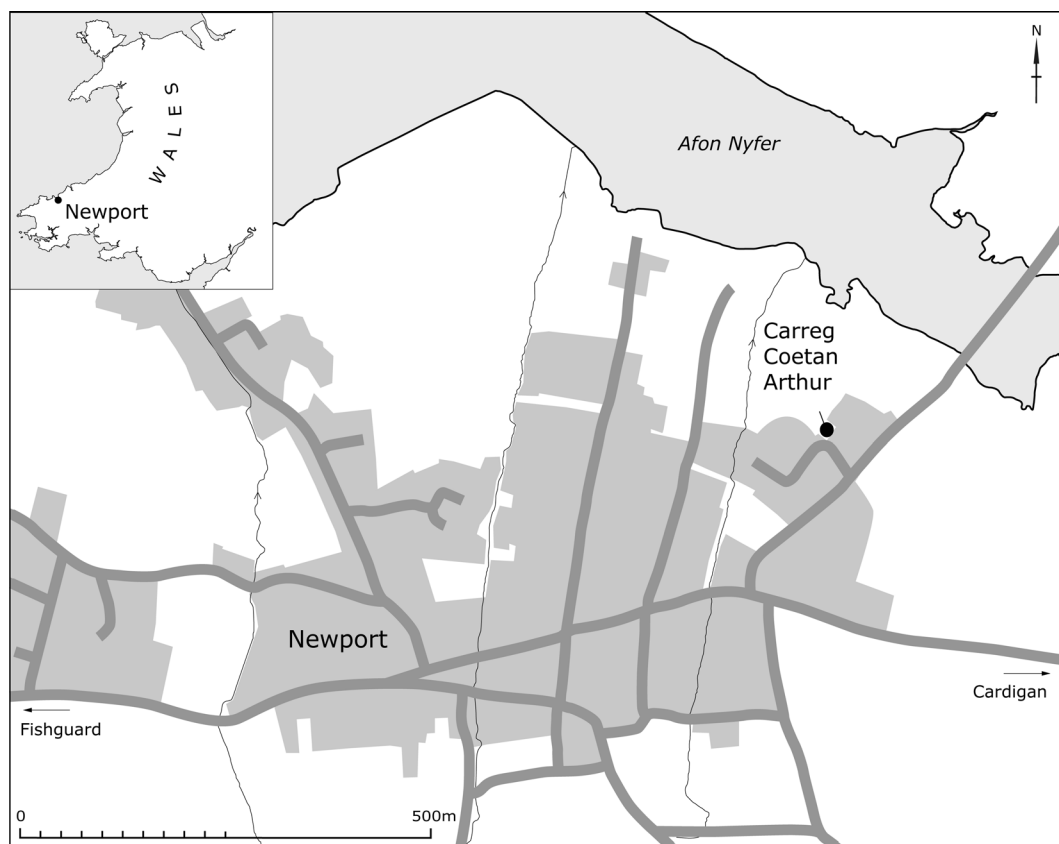 WALES
Newport
N
Afon Nyfer
Carreg
Coetan
Arthur
Newport
Cardigan
Fishguard
0
500m